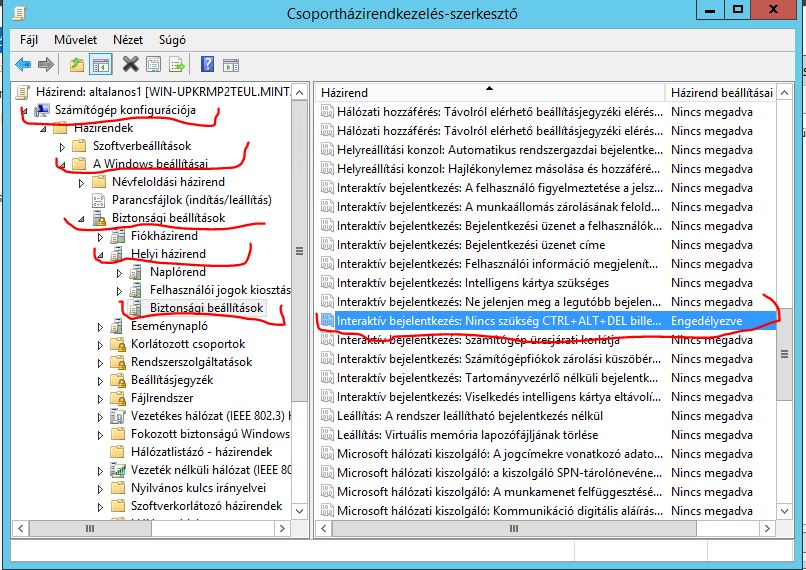 Csoportházirendkezelés-szerkesztő
Fájl Művelet Nézet Súgó
Házirend: altalanos1 [WIN-UPKRMP2TEUL.MINT
Számítógép konfigurációja
Házirendek
Szoftverbeállítások
A Windows beállításai
Névfeloldási házirend
Parancsfájlok (indítás/leállítás)
Biztonsági beállítások
Fiókházirend
Helyi házirend
Naplórend
Felhasználói jogok kiosztás
Biztonsági beállítások
Eseménynapló
Korlátozott csoportok
Rendszerszolgáltatások
Beállításjegyzék
Fájlrendszer
Vezetékes hálózat (IEEE 802.3) H
Fokozott biztonságú Windows
Hálózatlistázó - házirendek
Vezeték nélküli hálózat (IEEE 80
Nyilvános kulcs irányelvei
Szoftverkorlátozó házirendek
Házirend Házirend beállításai
Hálózati hozzáférés: Távolról elérhető beállításjegyzéki elérés... Nincs megadva
Hálózati hozzáférés: Távolról elérhető beállításjegyzéki elérés... Nincs megadva
Helyreállítási konzol: Automatikus rendszergazdai bejelentke... Nincs megadva
Helyreállítási konzol: Hajlékonylemez másolása és hozzáféré... Nincs megadva
Interaktív bejelentkezés: A felhasználó figyelmeztetése a jelsz... Nincs megadva
Interaktív bejelentkezés: A munkaállomás zárolásának felold... Nincs megadva
Interaktív bejelentkezés: Bejelentkezési üzenet a felhasználók... Nincs megadva
Interaktív bejelentkezés: Bejelentkezési üzenet címe Nincs megadva
Interaktív bejelentkezés: Felhasználói információ megjelenít... Nincs megadva
Interaktív bejelentkezés: Intelligens kártya szükséges Nincs megadva
Interaktív bejelentkezés: Ne jelenjen meg a legutóbb bejelen... Nincs megadva
Interaktív bejelentkezés: Nincs szükség CTRL+ALT+DEL bille... Engedélyezve
Interaktív bejelentkezés: Számítógép üresjárati korlátja Nincs megadva
Interaktív bejelentkezés: Számítógépfiókok zárolási küszöbér... Nincs megadva
Interaktív bejelentkezés: Tartományvezérlő nélküli bejelentk... Nincs megadva
Interaktív bejelentkezés: Viselkedés intelligens kártya eltávolí... Nincs megadva
Leállítás: A rendszer leállítható bejelentkezés nélkül Nincs megadva
Leállítás: Virtuális memória lapozófájljának törlése Nincs megadva
Microsoft hálózati kiszolgáló: A jogcímekre vonatkozó adato... Nincs megadva
Microsoft hálózati kiszolgáló: a kiszolgáló SPN-tárolónevéne... Nincs megadva
Microsoft hálózati kiszolgáló: A munkamenet felfüggesztésé... Nincs megadva
Microsoft hálózati kiszolgáló: Kommunikáció digitális aláírás... Nincs megadva